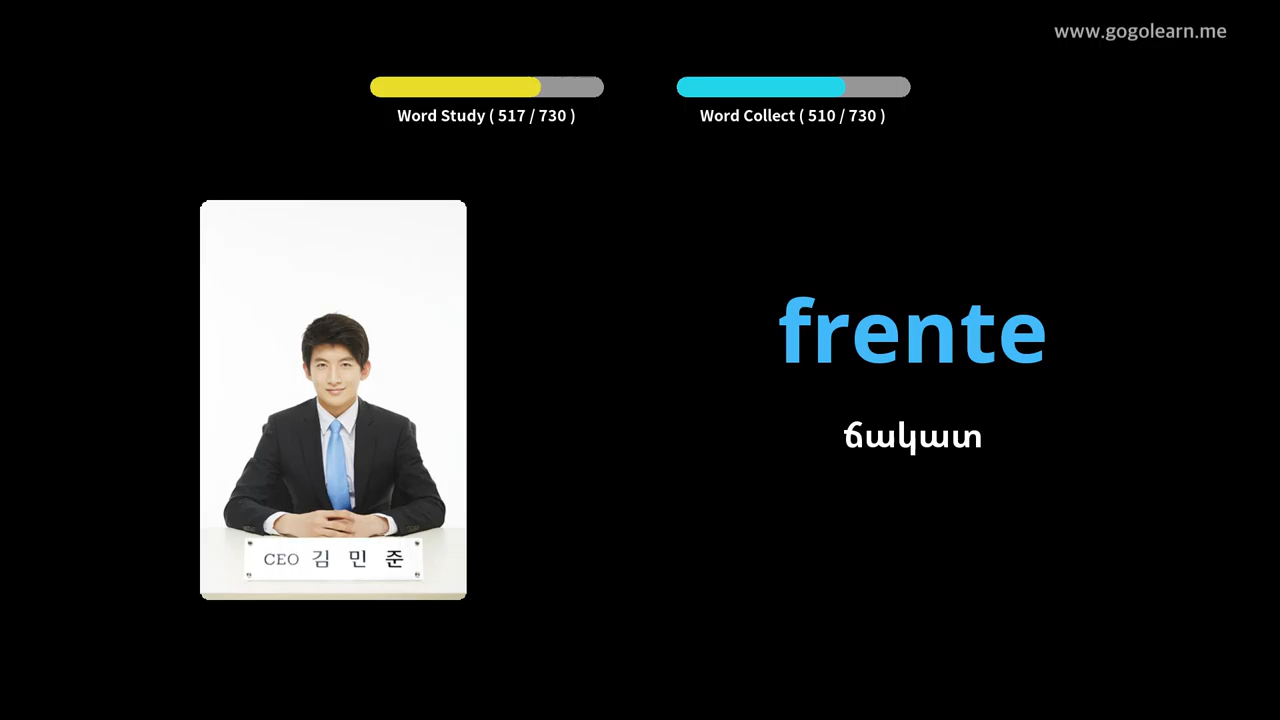 www.gogolearn.me
Word Study ( 517 / 730 )
Word Collect ( 510 / 730 )
frente
ճակատ
CEO 김 민 준